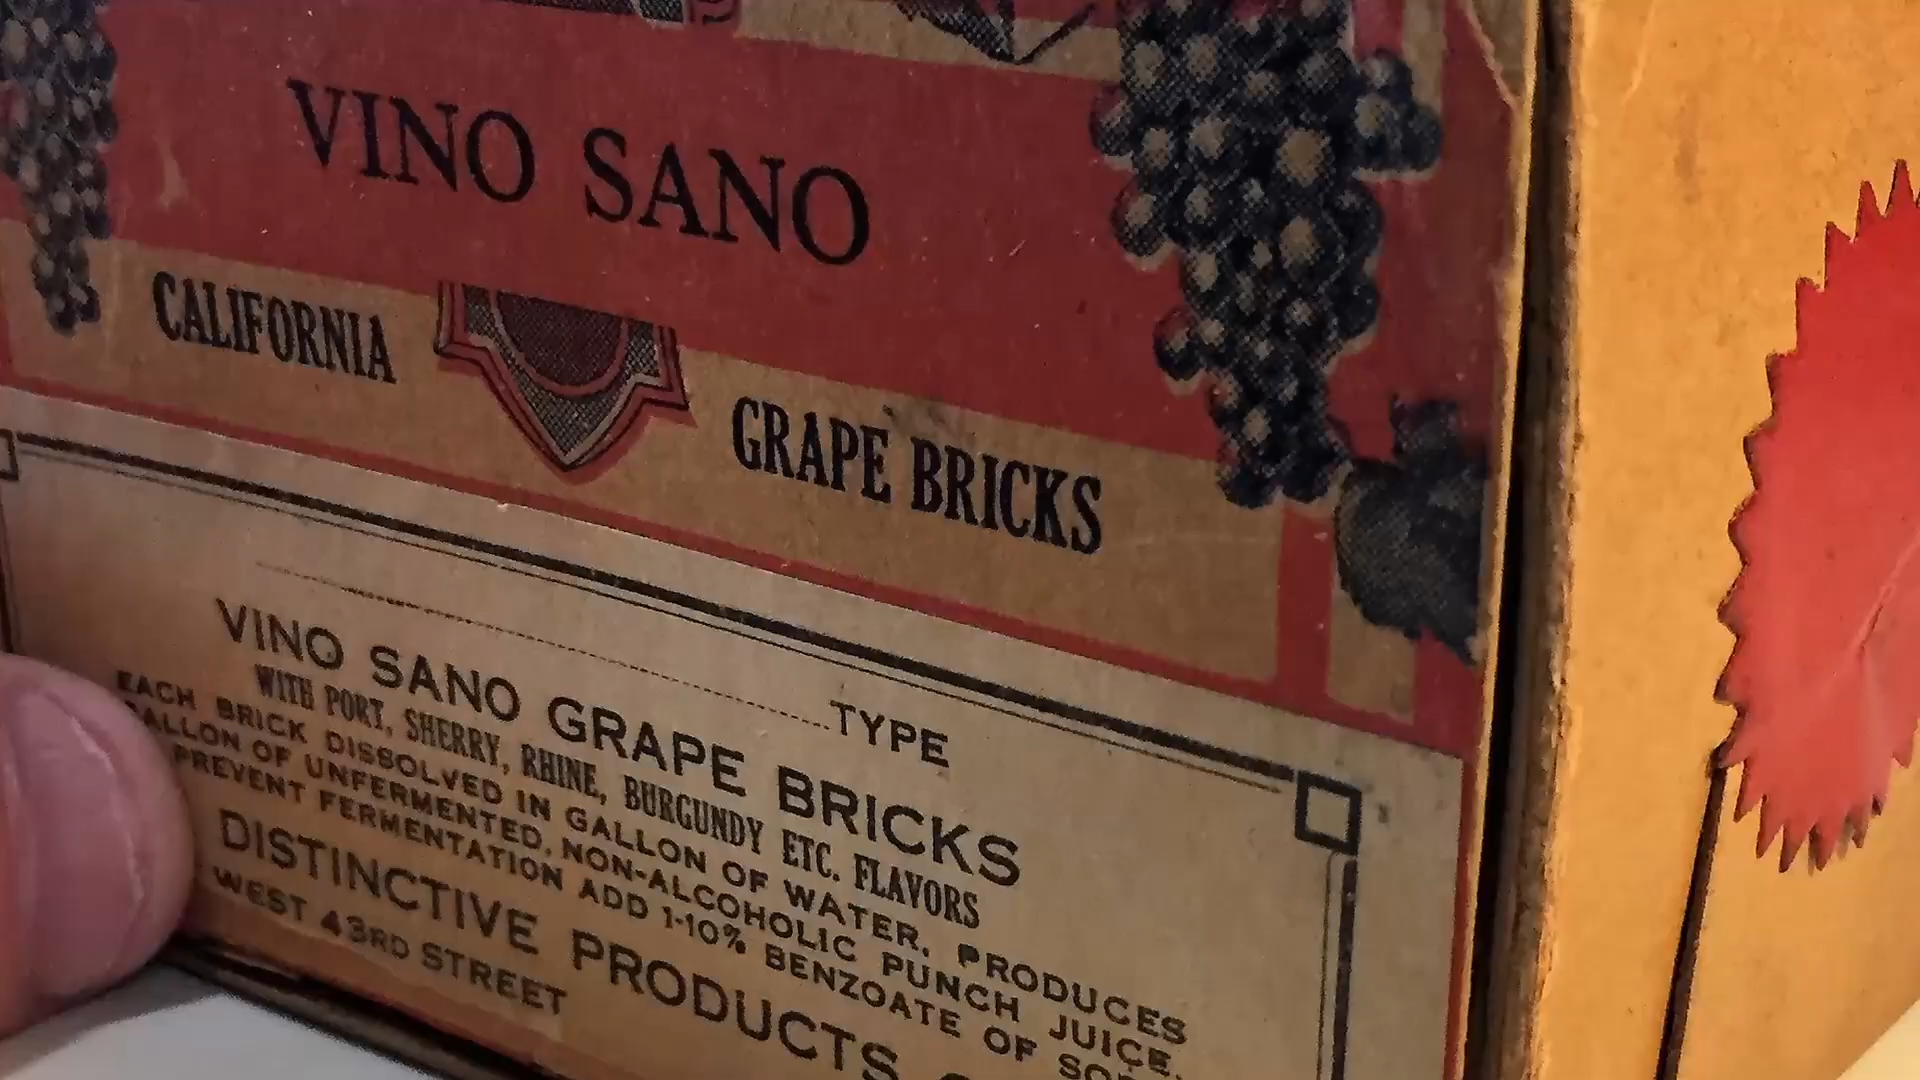 VINO SANO
CALIFORNIA
GRAPE BRICKS
TYPE
VINO SANO GRAPE BRICKS
WITH PORT, SHERRY, RHINE, BURGUNDY ETC. FLAVORS
EACH BRICK DISSOLVED IN GALLON OF WATER, PRODUCES
GALLON OF UNFERMENTED, NON-ALCOHOLIC PUNCH JUICE.
PREVENT FERMENTATION ADD 1-10% BENZOATE OF
DISTINCTIVE PRODUCTS
WEST 43RD STREET